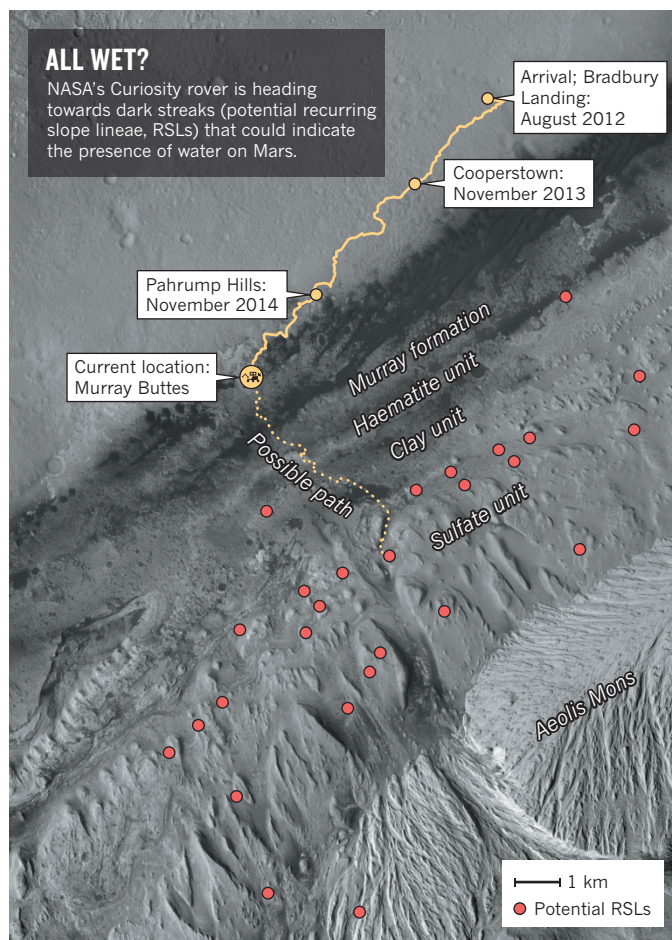 ALL WET?
NASA's Curiosity rover is heading
towards dark streaks (potential recurring
slope lineae, RSLs) that could indicate
the presence of water on Mars.
Arrival; Bradbury
Landing:
August 2012
Cooperstown:
November 2013
Pahrump Hills:
November 2014
Current location:
Murray Buttes
Murray formation
Haematite unit
Clay unit
Possible path
Sulfate unit
Aeolis Mons
1 km
Potential RSLs